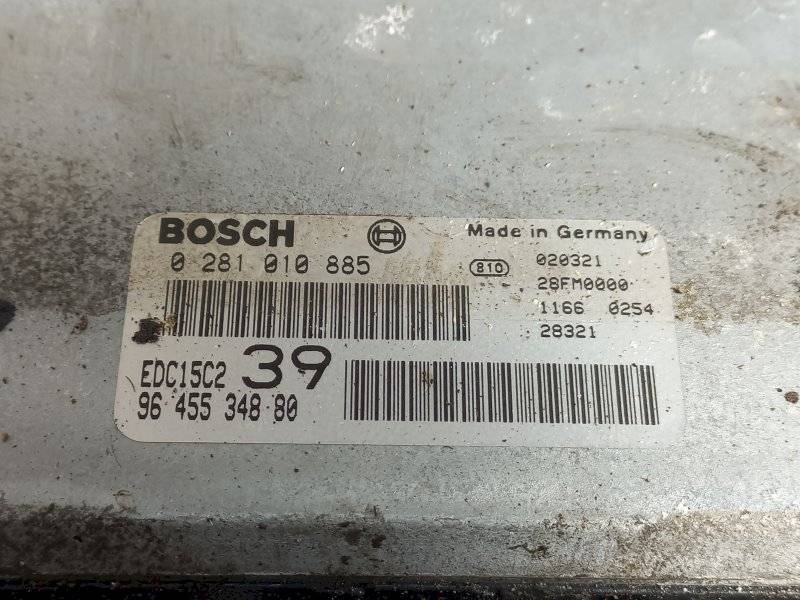 BOSCH Made in Germany
0 281 010 885 810 020321
28FM0000
1166 0254
28321
EDC15C2 39
96 455 348 80